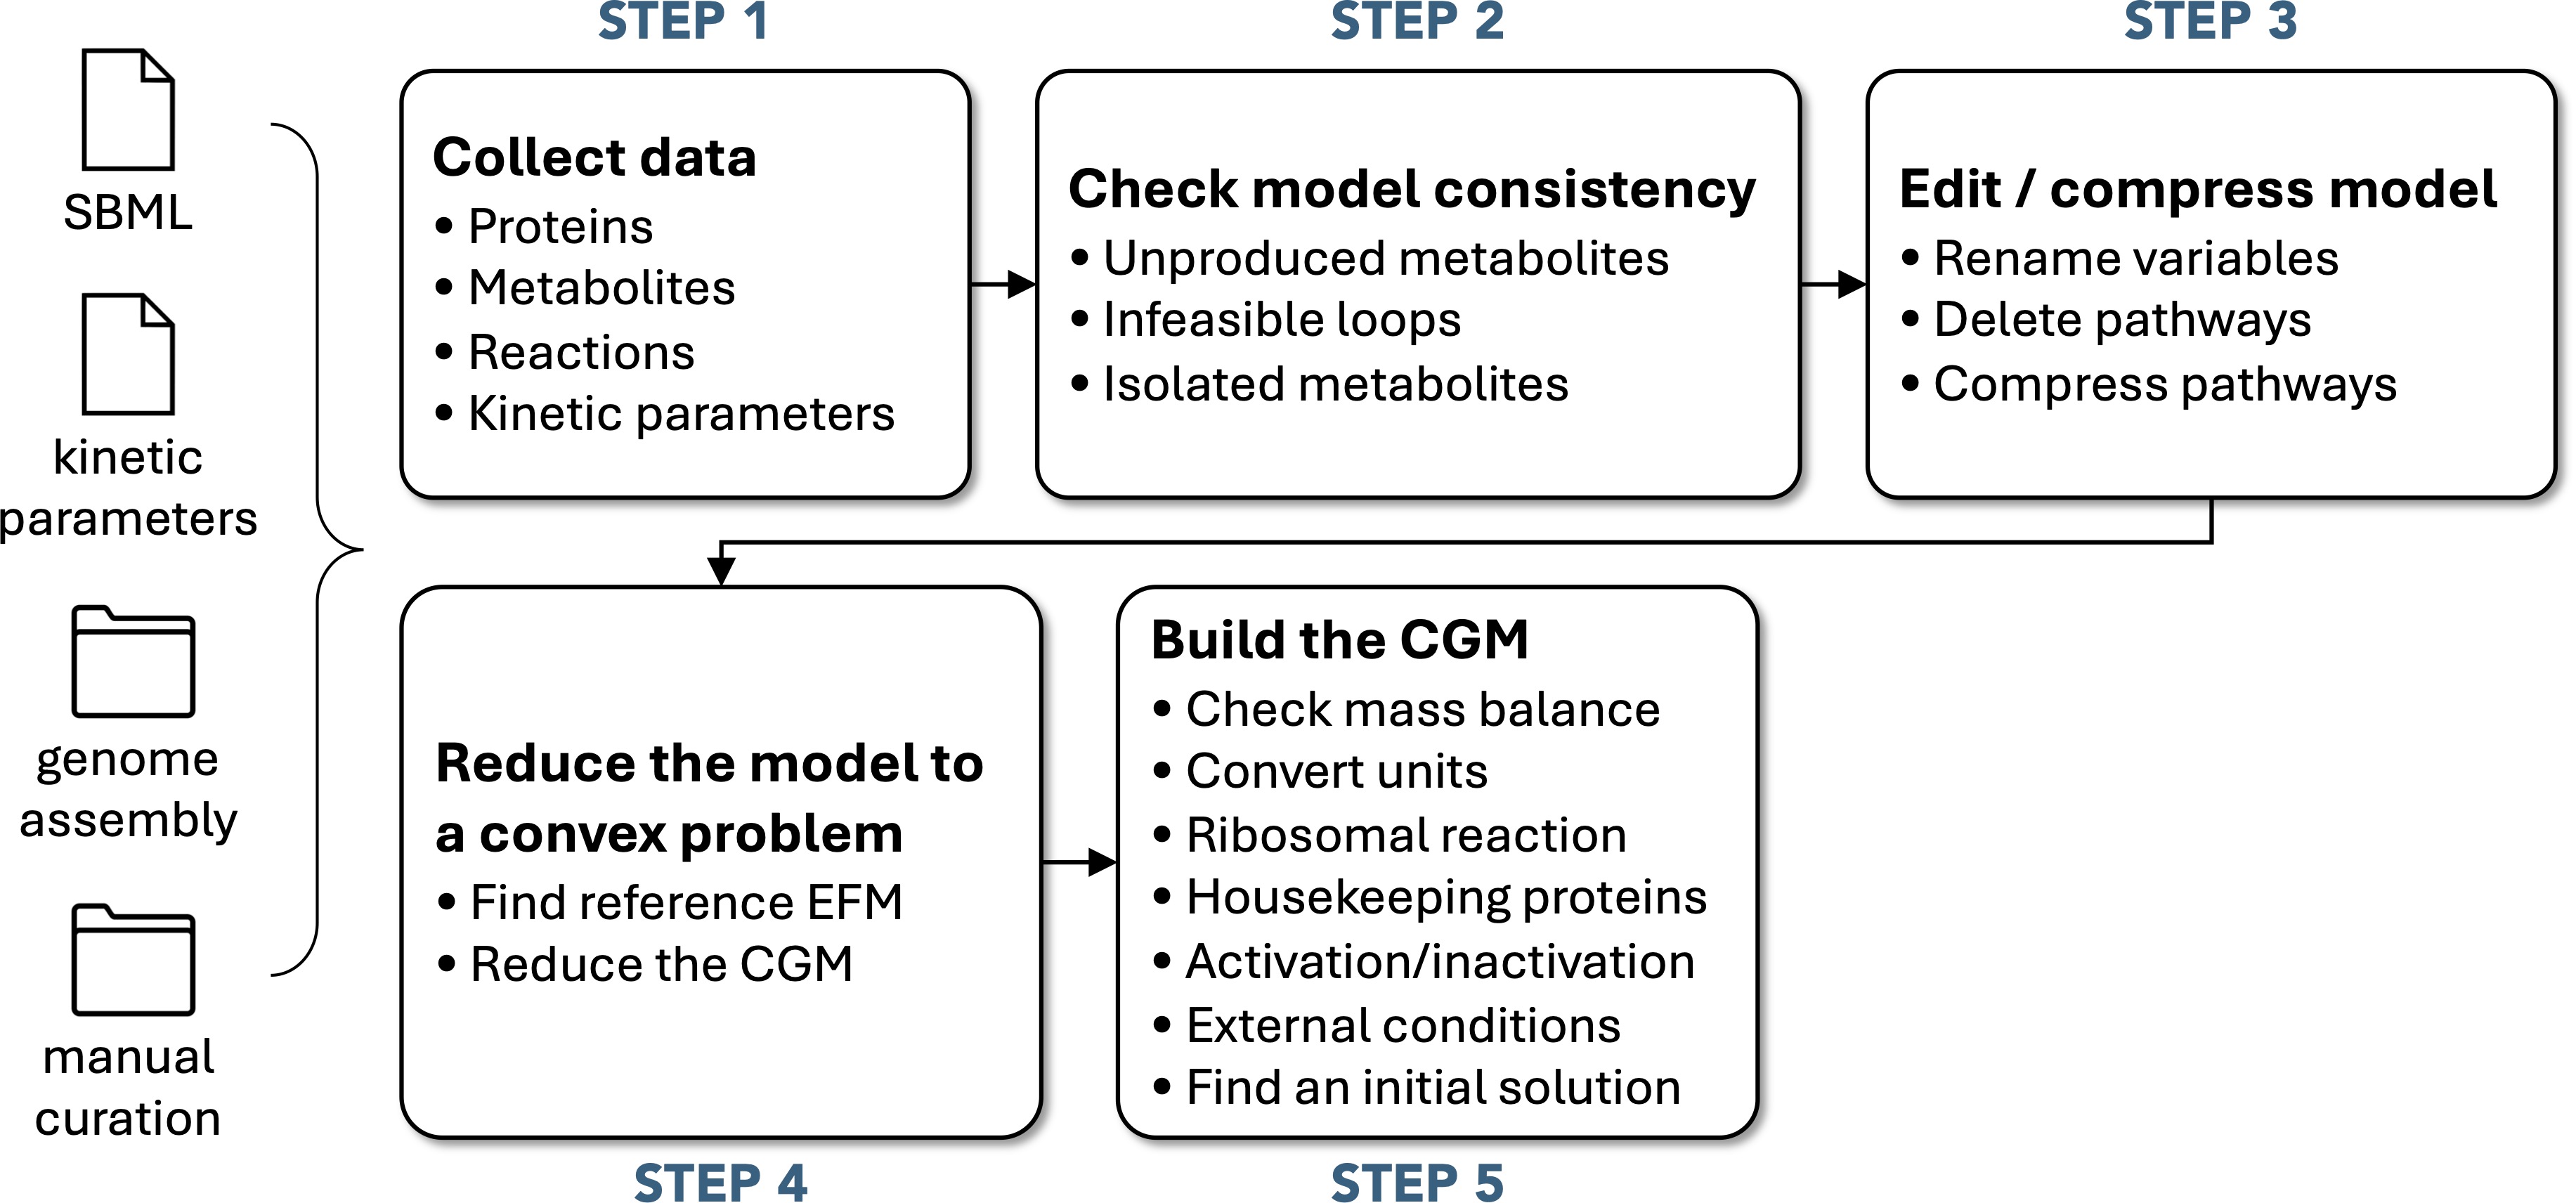 SBML
kinetic
parameters
genome
assembly
manual
curation
STEP 1
Collect data
• Proteins
• Metabolites
• Reactions
• Kinetic parameters
STEP 2
Check model consistency
• Unproduced metabolites
• Infeasible loops
• Isolated metabolites
STEP 3
Edit / compress model
• Rename variables
• Delete pathways
• Compress pathways
Reduce the model to
a convex problem
• Find reference EFM
• Reduce the CGM
STEP 4
Build the CGM
• Check mass balance
• Convert units
• Ribosomal reaction
• Housekeeping proteins
• Activation/inactivation
• External conditions
• Find an initial solution
STEP 5